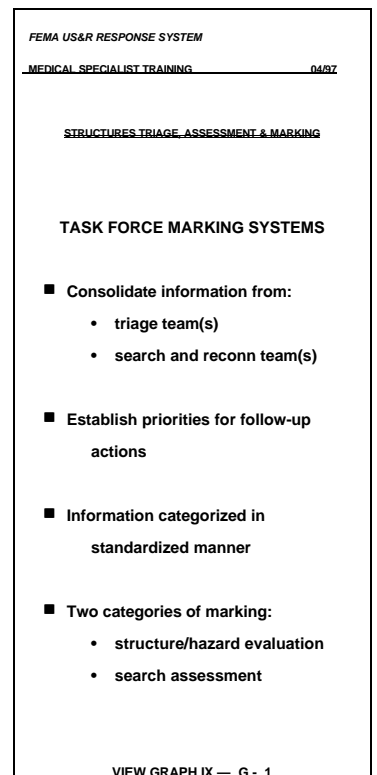 FEMA US&R RESPONSE SYSTEM
MEDICAL SPECIALIST TRAINING 04/97
STRUCTURES TRIAGE, ASSESSMENT & MARKING
TASK FORCE MARKING SYSTEMS
■ Consolidate information from:
• triage team(s)
• search and reconn team(s)
■ Establish priorities for follow-up
actions
■ Information categorized in
standardized manner
■ Two categories of marking:
• structure/hazard evaluation
• search assessment
VIEW GRAPH IX — G - 1